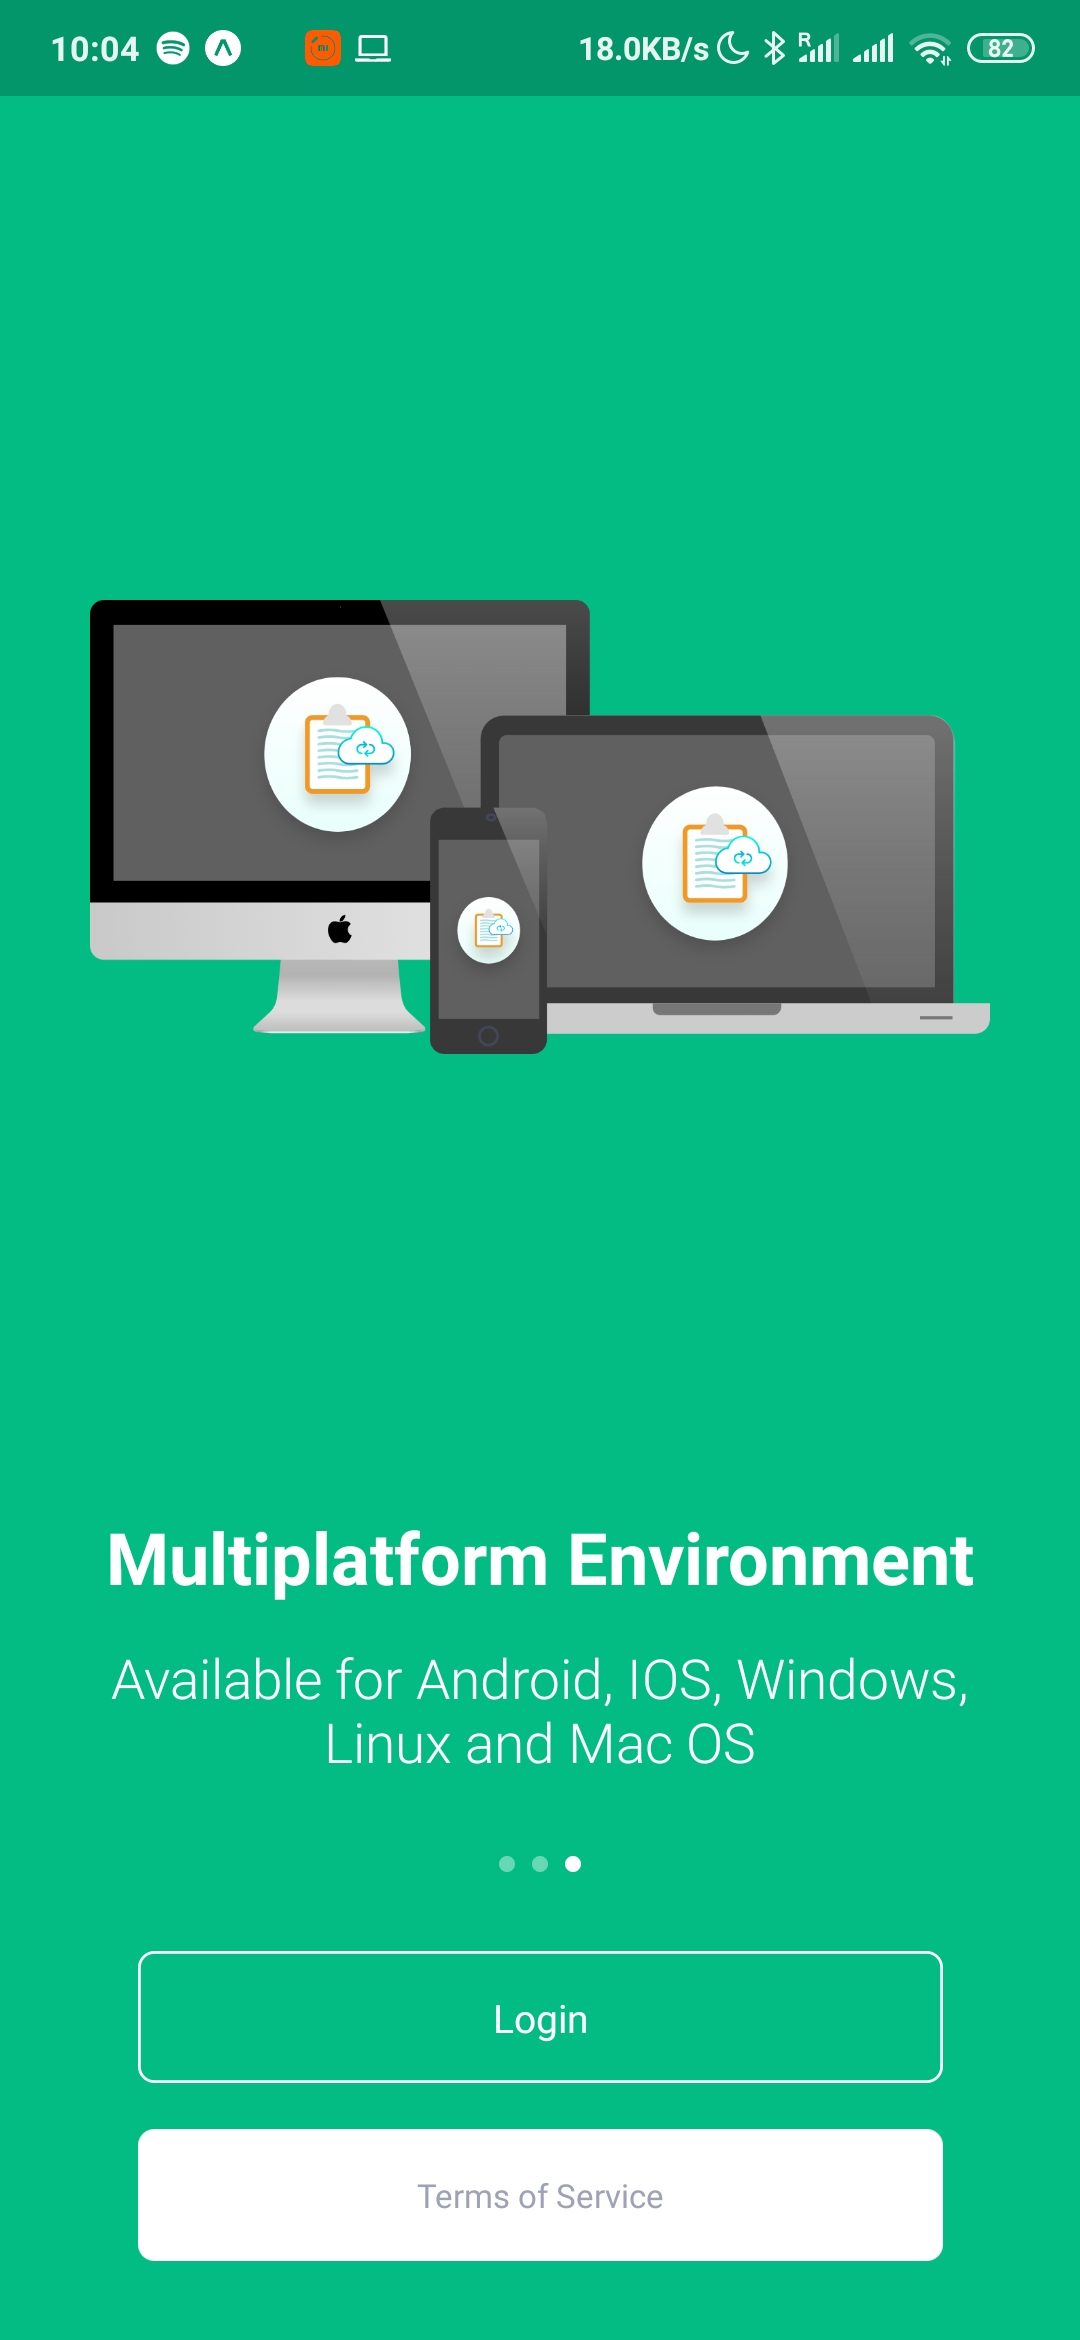 10:04 18.0KB/s R 82
Multiplatform Environment
Available for Android, IOS, Windows,
Linux and Mac OS
Login
Terms of Service